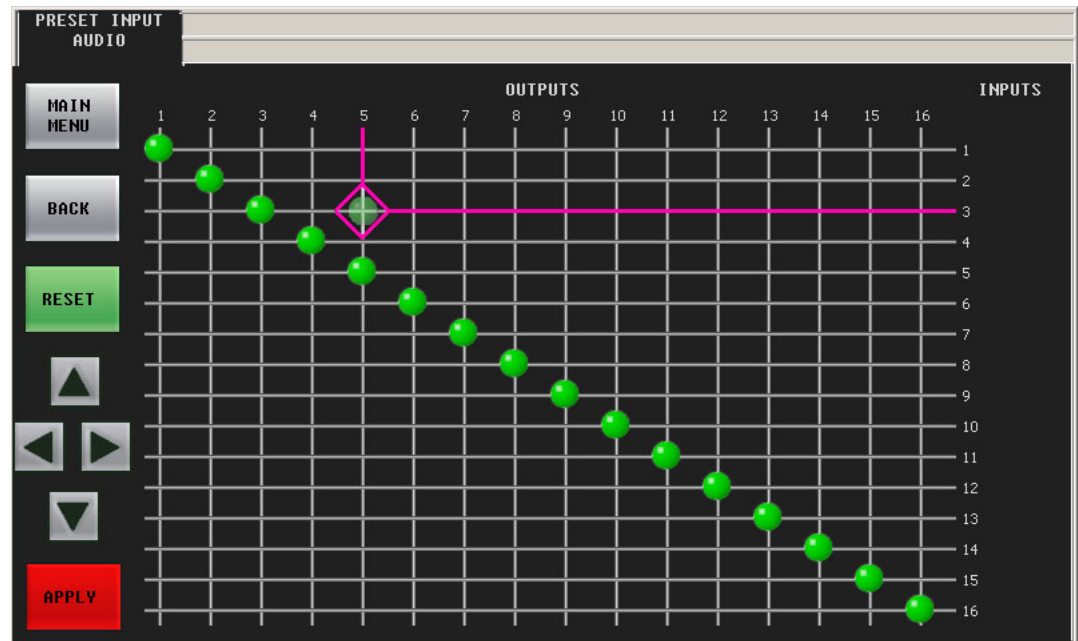 PRESET INPUT
AUDIO
OUTPUTS
INPUTS
MAIN
MENU
1 2 3 4 5 6 7 8 9 10 11 12 13 14 15 16
1
2
BACK
3
4
5
RESET
6
7
8
9
10
11
12
13
14
15
APPLY
16